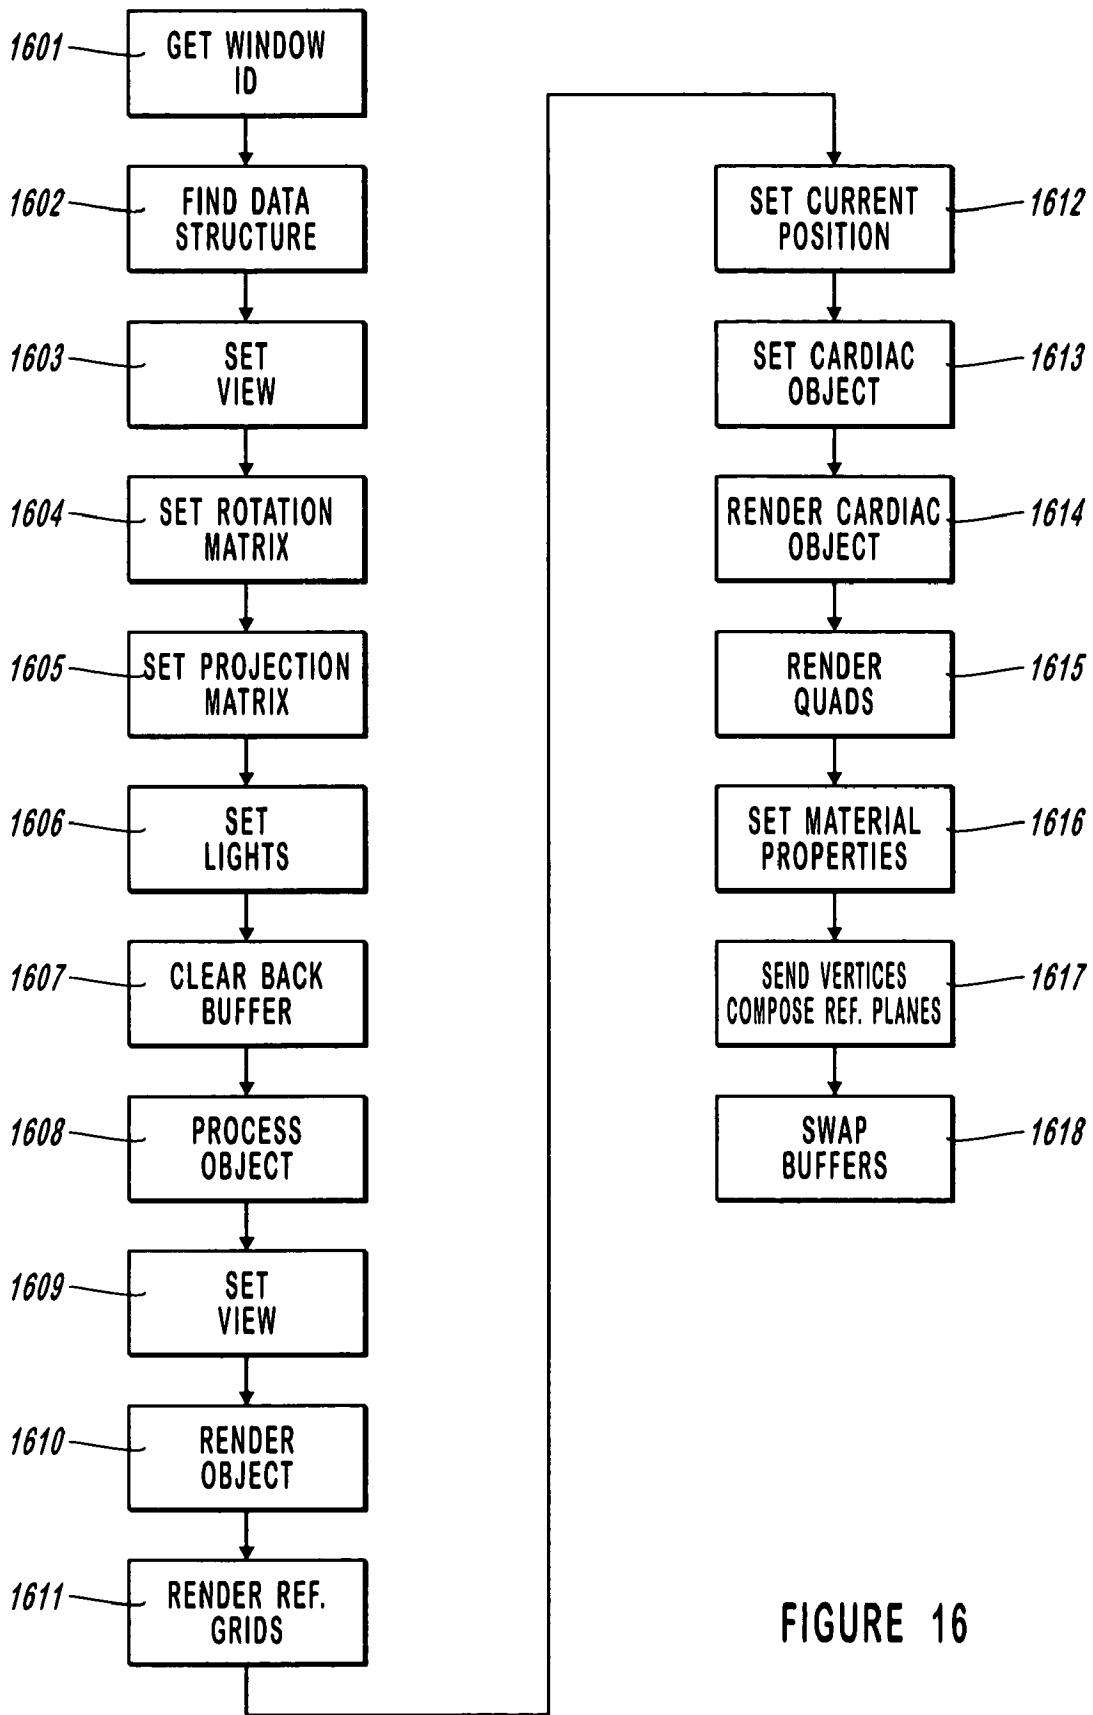 1601
GET WINDOW
ID
1602
FIND DATA
STRUCTURE
1603
SET
VIEW
1604
SET ROTATION
MATRIX
1605
SET PROJECTION
MATRIX
1606
SET
LIGHTS
1607
CLEAR BACK
BUFFER
1608
PROCESS
OBJECT
1609
SET
VIEW
1610
RENDER
OBJECT
1611
RENDER REF.
GRIDS
SET CURRENT
POSITION
1612
SET CARDIAC
OBJECT
1613
RENDER CARDIAC
OBJECT
1614
RENDER
QUADS
1615
SET MATERIAL
PROPERTIES
1616
SEND VERTICES
COMPOSE REF. PLANES
1617
SWAP
BUFFERS
1618
FIGURE 16